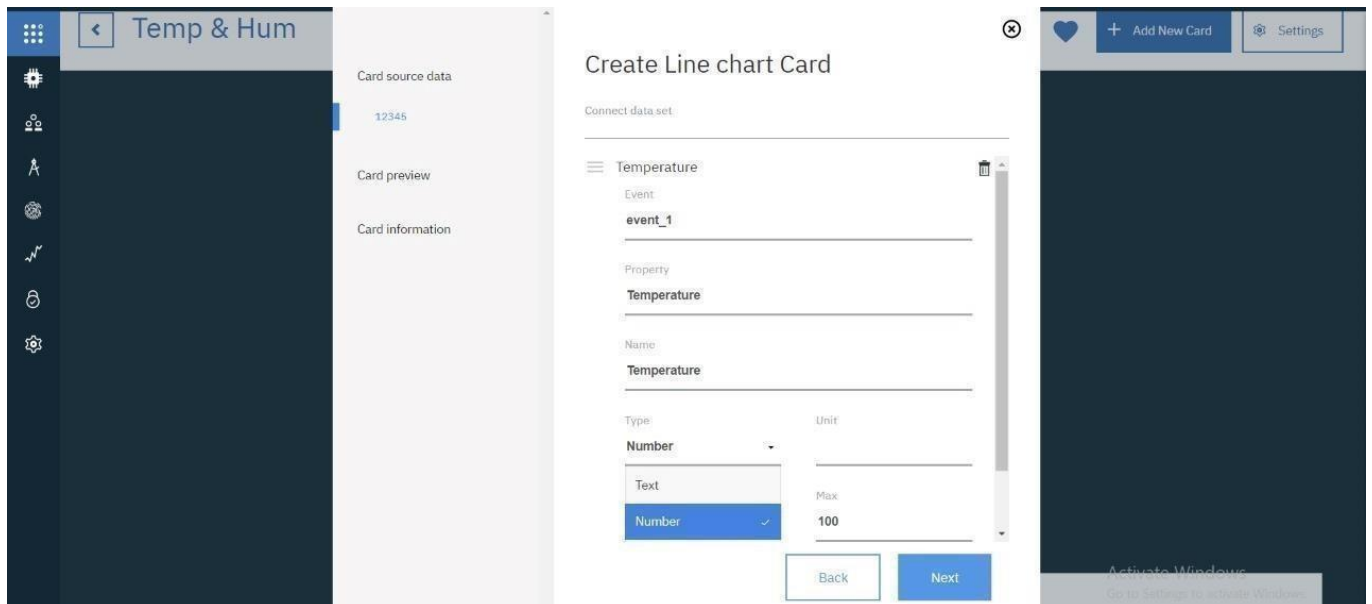 Temp & Hum
+ Add New Card
Settings
Card source data
12345
Card preview
Card information
Create Line chart Card
Connect data set
Temperature
Event
event_1
Property
Temperature
Name
Temperature
Type
Unit
Number
Text
Number
Max
100
Back
Next
Activate Windows
Go to Settings to activate Windows.